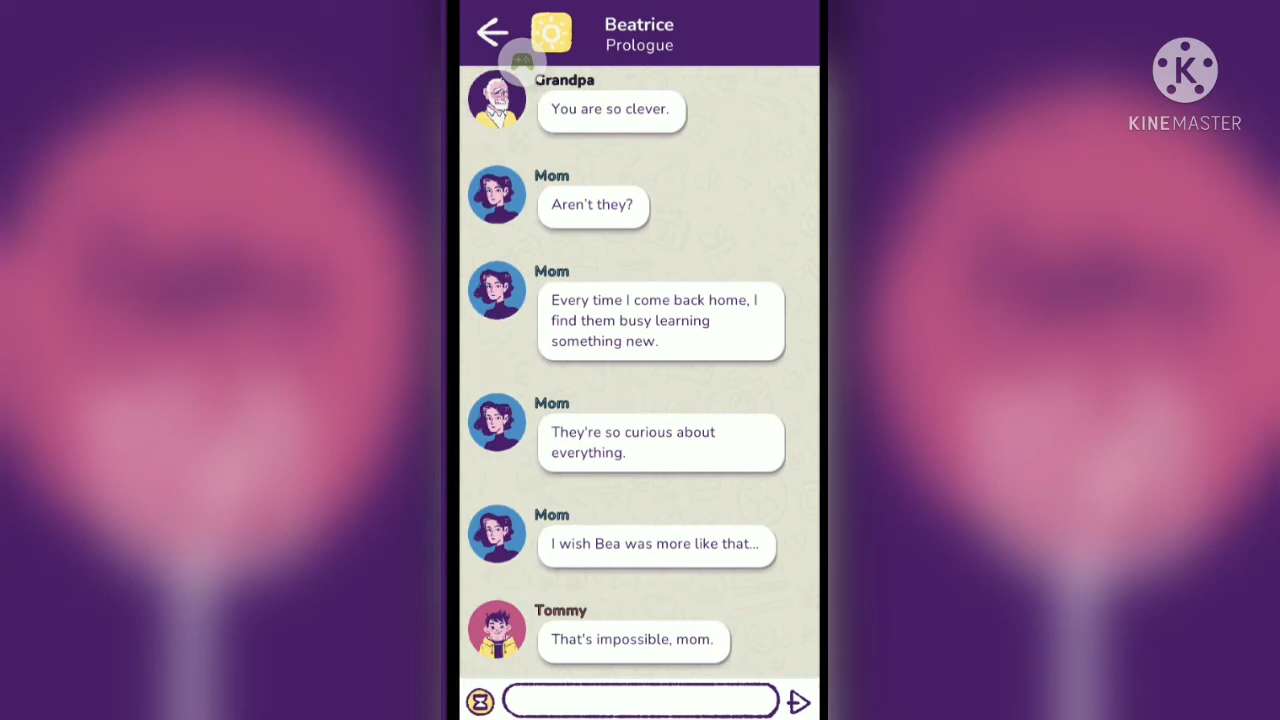 Beatrice
Prologue
Grandpa
You are so clever.
Mom
Aren't they?
Mom
Every time I come back home, I
find them busy learning
something new.
Mom
They're so curious about
everything.
Mom
I wish Bea was more like that...
Tommy
That's impossible, mom.
K
KINEMASTER